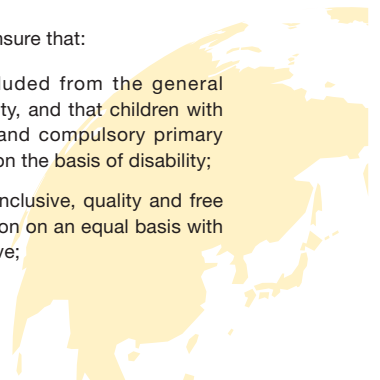 nsure that:
luded from the general
ty, and that children with
and compulsory primary
on the basis of disability;
nclusive, quality and free
on on an equal basis with
ve;